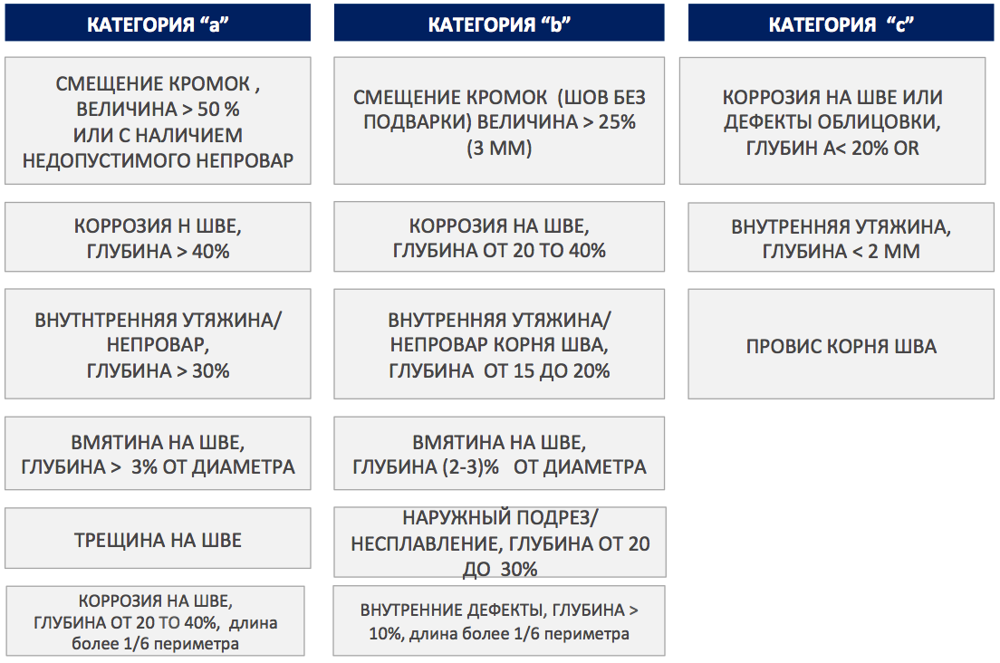 КАТЕГОРИЯ “a”
КАТЕГОРИЯ “b”
КАТЕГОРИЯ “c”
СМЕЩЕНИЕ КРОМОК ,
ВЕЛИЧИНА > 50 %
ИЛИ С НАЛИЧИЕМ
НЕДОПУСТИМОГО НЕПРОВАР
СМЕЩЕНИЕ КРОМОК (ШОВ БЕЗ
ПОДВАРКИ) ВЕЛИЧИНА > 25%
(3 ММ)
КОРРОЗИЯ НА ШВЕ ИЛИ
ДЕФЕКТЫ ОБЛИЦОВКИ,
ГЛУБИН А< 20% OR
КОРРОЗИЯ Н ШВЕ,
ГЛУБИНА > 40%
КОРРОЗИЯ НА ШВЕ,
ГЛУБИНА ОТ 20 ТО 40%
ВНУТРЕННЯЯ УТЯЖИНА,
ГЛУБИНА < 2 ММ
ВНУТНТРЕННЯЯ УТЯЖИНА/
НЕПРОВАР,
ГЛУБИНА > 30%
ВНУТРЕННЯЯ УТЯЖИНА/
НЕПРОВАР КОРНЯ ШВА,
ГЛУБИНА ОТ 15 ДО 20%
ПРОВИС КОРНЯ ШВА
ВМЯТИНА НА ШВЕ,
ГЛУБИНА > 3% ОТ ДИАМЕТРА
ВМЯТИНА НА ШВЕ,
ГЛУБИНА (2-3)% ОТ ДИАМЕТРА
ТРЕЩИНА НА ШВЕ
НАРУЖНЫЙ ПОДРЕЗ/
НЕСПЛАВЛЕНИЕ, ГЛУБИНА ОТ 20
ДО 30%
КОРРОЗИЯ НА ШВЕ,
ГЛУБИНА ОТ 20 ТО 40%, длина
более 1/6 периметра
ВНУТРЕННИЕ ДЕФЕКТЫ, ГЛУБИНА >
10%, длина более 1/6 периметра